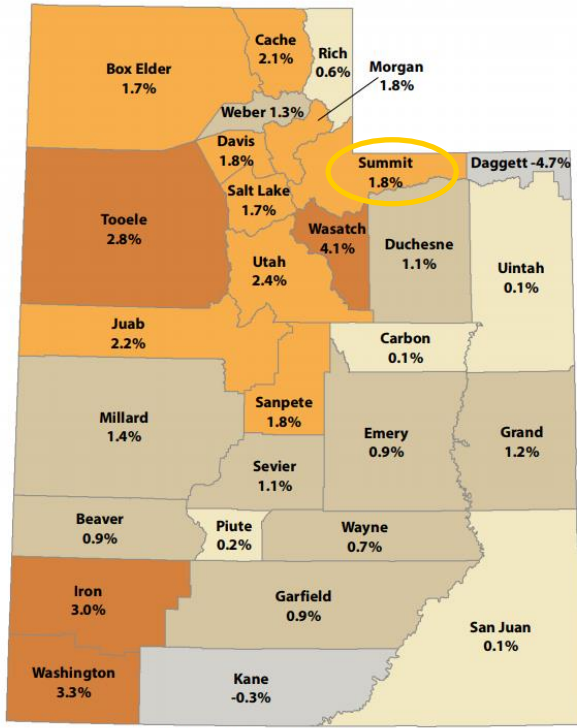 Cache
2.1%
Rich
0.6%
Box Elder
1.7%
Morgan
1.8%
Weber 1.3%
Davis
1.8%
Summit
1.8%
Daggett -4.7%
Salt Lake
1.7%
Tooele
2.8%
Wasatch
4.1%
Duchesne
1.1%
Uintah
0.1%
Utah
2.4%
Juab
2.2%
Carbon
0.1%
Sanpete
1.8%
Millard
1.4%
Emery
0.9%
Grand
1.2%
Sevier
1.1%
Beaver
0.9%
Piute
0.2%
Wayne
0.7%
Iron
3.0%
Garfield
0.9%
San Juan
0.1%
Washington
3.3%
Kane
-0.3%